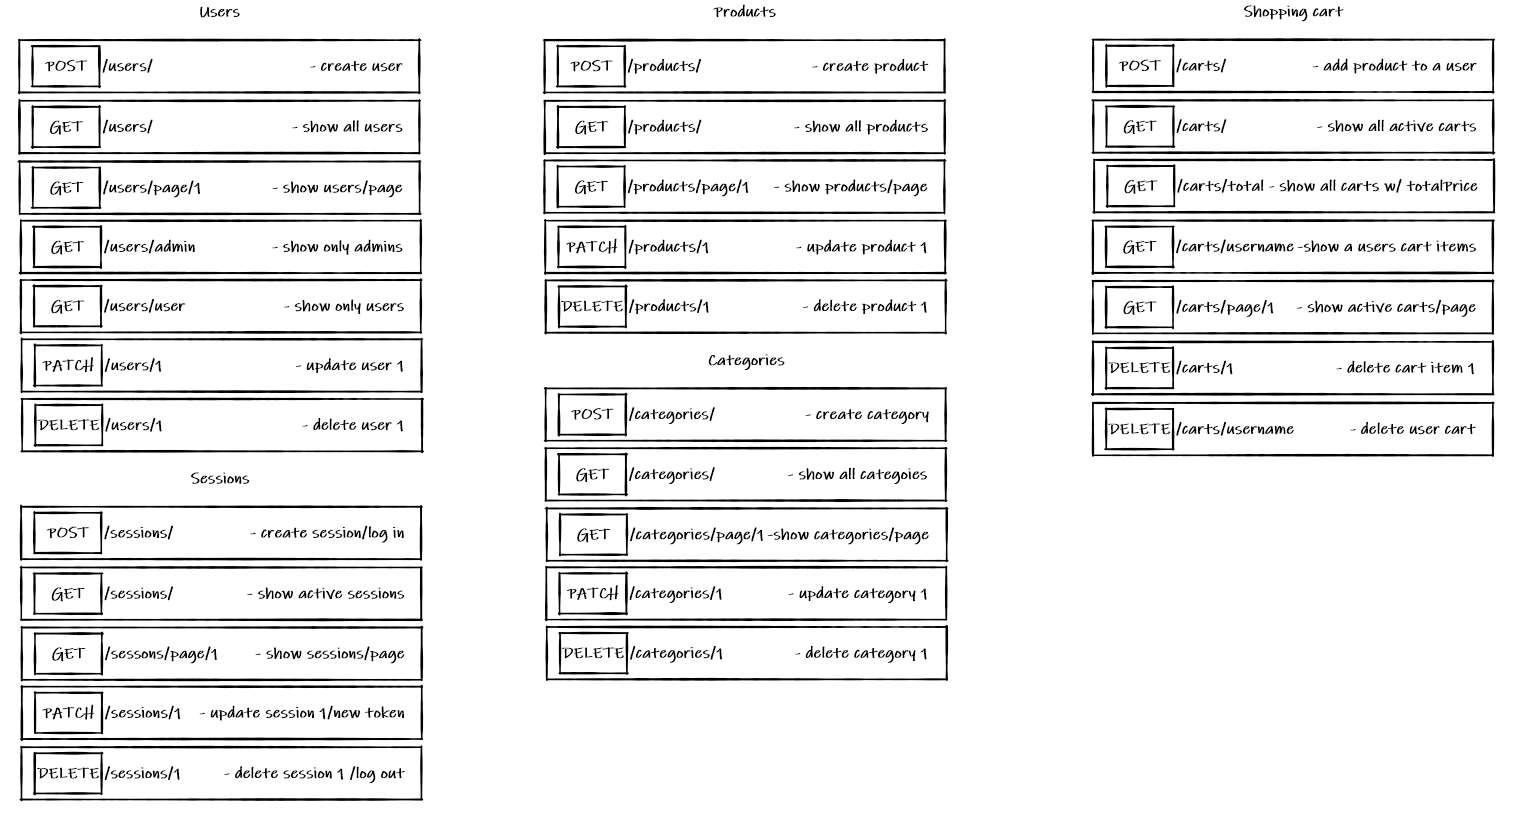 Users
POST /users/ - create user
GET /users/ - show all users
GET /users/page/1 - show users/page
GET /users/admin - show only admins
GET /users/user - show only users
PATCH /users/1 - update user 1
DELETE /users/1 - delete user 1
Sessions
POST /sessions/ - create session/log in
GET /sessions/ - show active sessions
GET /sessons/page/1 - show sessions/page
PATCH /sessions/1 - update session 1/new token
DELETE /sessions/1 - delete session 1 /log out
Products
POST /products/ - create product
GET /products/ - show all products
GET /products/page/1 - show products/page
PATCH /products/1 - update product 1
DELETE /products/1 - delete product 1
Categories
POST /categories/ - create category
GET /categories/ - show all categoies
GET /categories/page/1 -show categories/page
PATCH /categories/1 - update category 1
DELETE /categories/1 - delete category 1
Shopping cart
POST /carts/ - add product to a user
GET /carts/ - show all active carts
GET /carts/total - show all carts w/ totalPrice
GET /carts/username -show a users cart items
GET /carts/page/1 - show active carts/page
DELETE /carts/1 - delete cart item 1
DELETE /carts/username - delete user cart